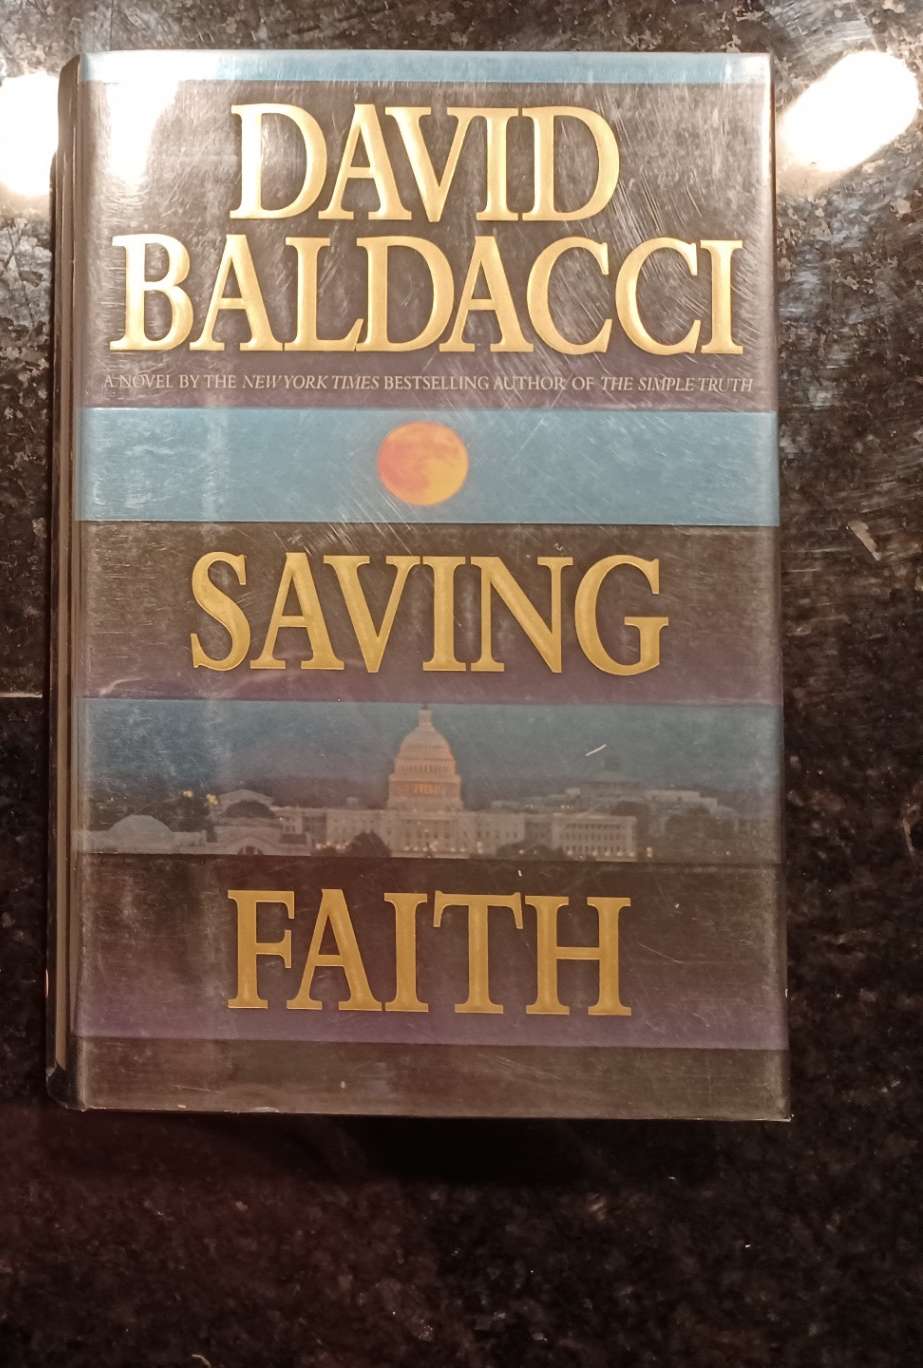 DAVID
BALDACCI
A NOVEL BY THE NEW YORK TIMES BESTSELLING AUTHOR OF THE SIMPLE TRUTH
SAVING
FAITH